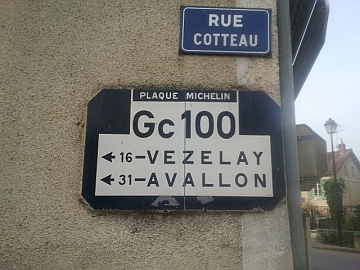 RUE
COTTEAU
PLAQUE MICHELIN
Gc 100
← 16-VEZELAY
← 31-AVALLON